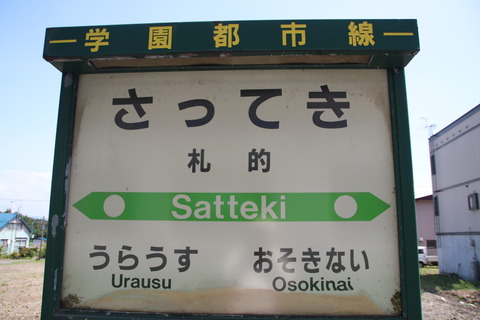 学園都市線
さってき
札的
Satteki
うらうす おそきない
Urausu Osokinai